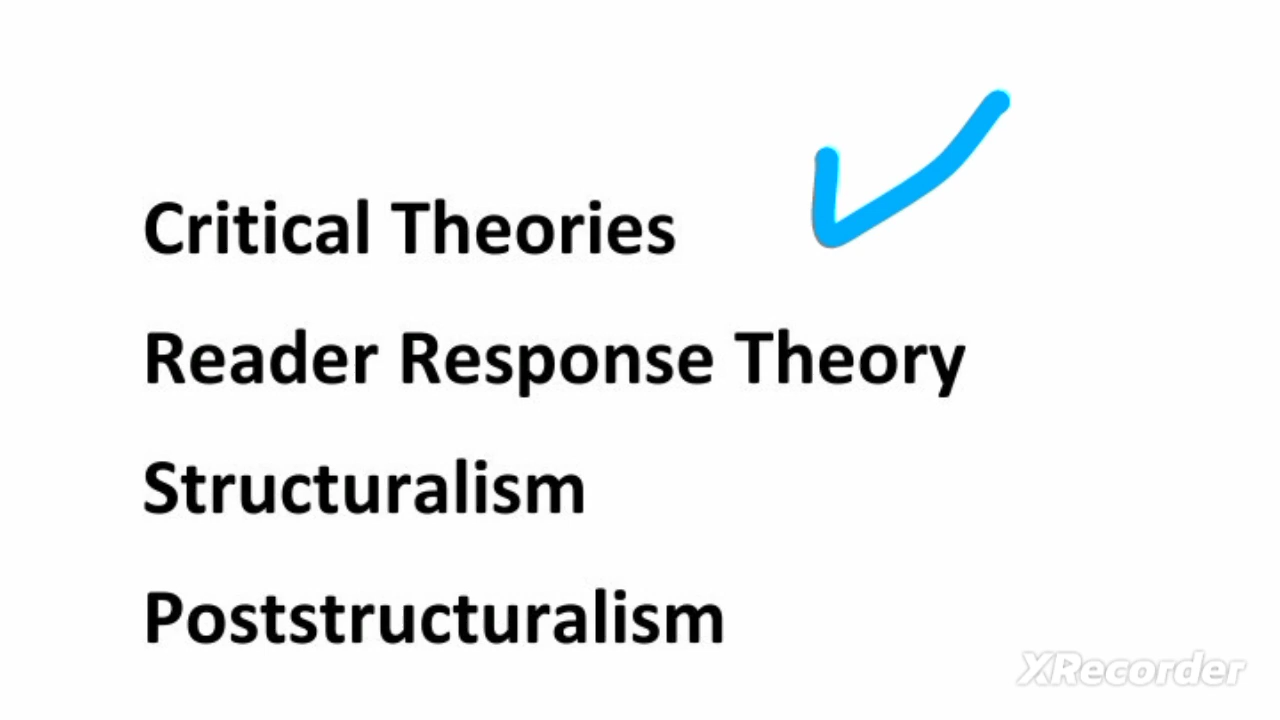 Critical Theories
Reader Response Theory
Structuralism
Poststructuralism
XRecorder